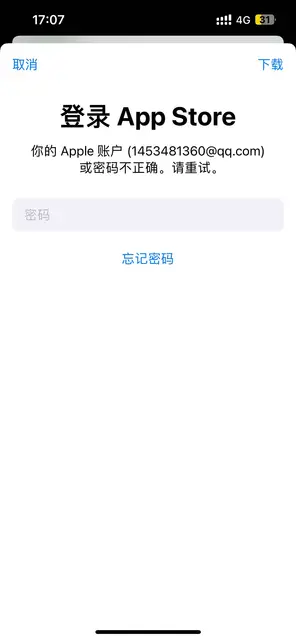 17:07 4G 31
取消 下载
登录 App Store
你的 Apple 账户 (1453481360@qq.com)
或密码不正确。请重试。
密码
忘记密码